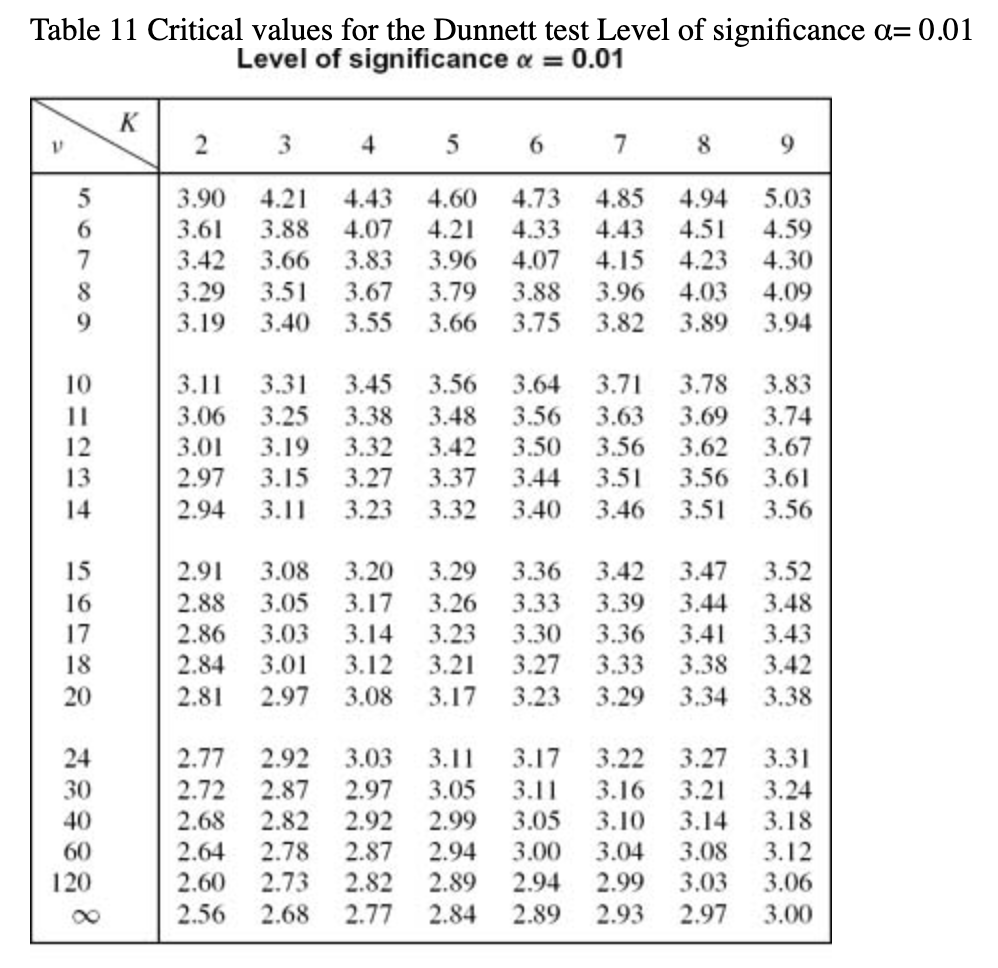 Table 11 Critical values for the Dunnett test Level of significance α= 0.01
Level of significance α = 0.01
K
υ 2 3 4 5 6 7 8 9
5 3.90 4.21 4.43 4.60 4.73 4.85 4.94 5.03
6 3.61 3.88 4.07 4.21 4.33 4.43 4.51 4.59
7 3.42 3.66 3.83 3.96 4.07 4.15 4.23 4.30
8 3.29 3.51 3.67 3.79 3.88 3.96 4.03 4.09
9 3.19 3.40 3.55 3.66 3.75 3.82 3.89 3.94
10 3.11 3.31 3.45 3.56 3.64 3.71 3.78 3.83
11 3.06 3.25 3.38 3.48 3.56 3.63 3.69 3.74
12 3.01 3.19 3.32 3.42 3.50 3.56 3.62 3.67
13 2.97 3.15 3.27 3.37 3.44 3.51 3.56 3.61
14 2.94 3.11 3.23 3.32 3.40 3.46 3.51 3.56
15 2.91 3.08 3.20 3.29 3.36 3.42 3.47 3.52
16 2.88 3.05 3.17 3.26 3.33 3.39 3.44 3.48
17 2.86 3.03 3.14 3.23 3.30 3.36 3.41 3.43
18 2.84 3.01 3.12 3.21 3.27 3.33 3.38 3.42
20 2.81 2.97 3.08 3.17 3.23 3.29 3.34 3.38
24 2.77 2.92 3.03 3.11 3.17 3.22 3.27 3.31
30 2.72 2.87 2.97 3.05 3.11 3.16 3.21 3.24
40 2.68 2.82 2.92 2.99 3.05 3.10 3.14 3.18
60 2.64 2.78 2.87 2.94 3.00 3.04 3.08 3.12
120 2.60 2.73 2.82 2.89 2.94 2.99 3.03 3.06
∞ 2.56 2.68 2.77 2.84 2.89 2.93 2.97 3.00